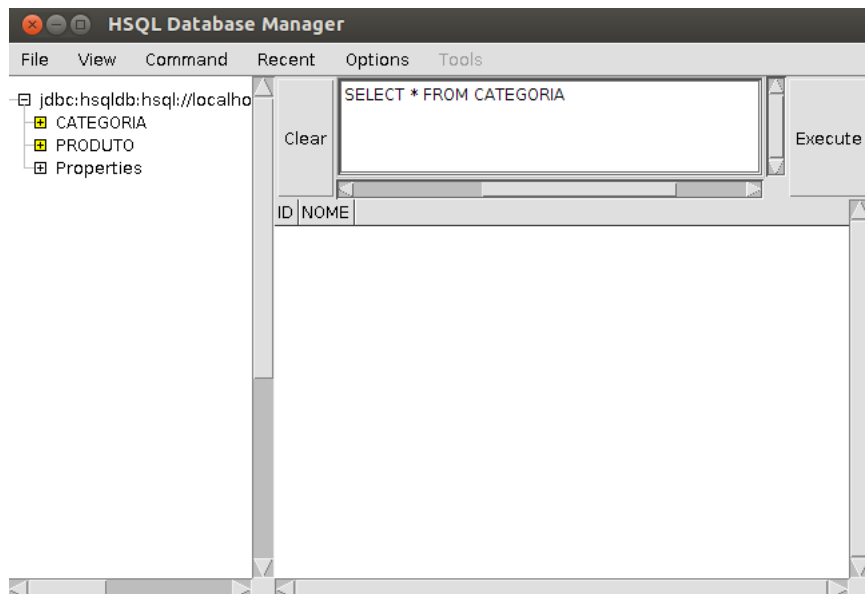 HSQL Database Manager
File View Command Recent Options Tools
jdbc:hsqldb:hsql://localho
CATEGORIA
PRODUTO
Properties
Clear
SELECT * FROM CATEGORIA
Execute
ID NOME